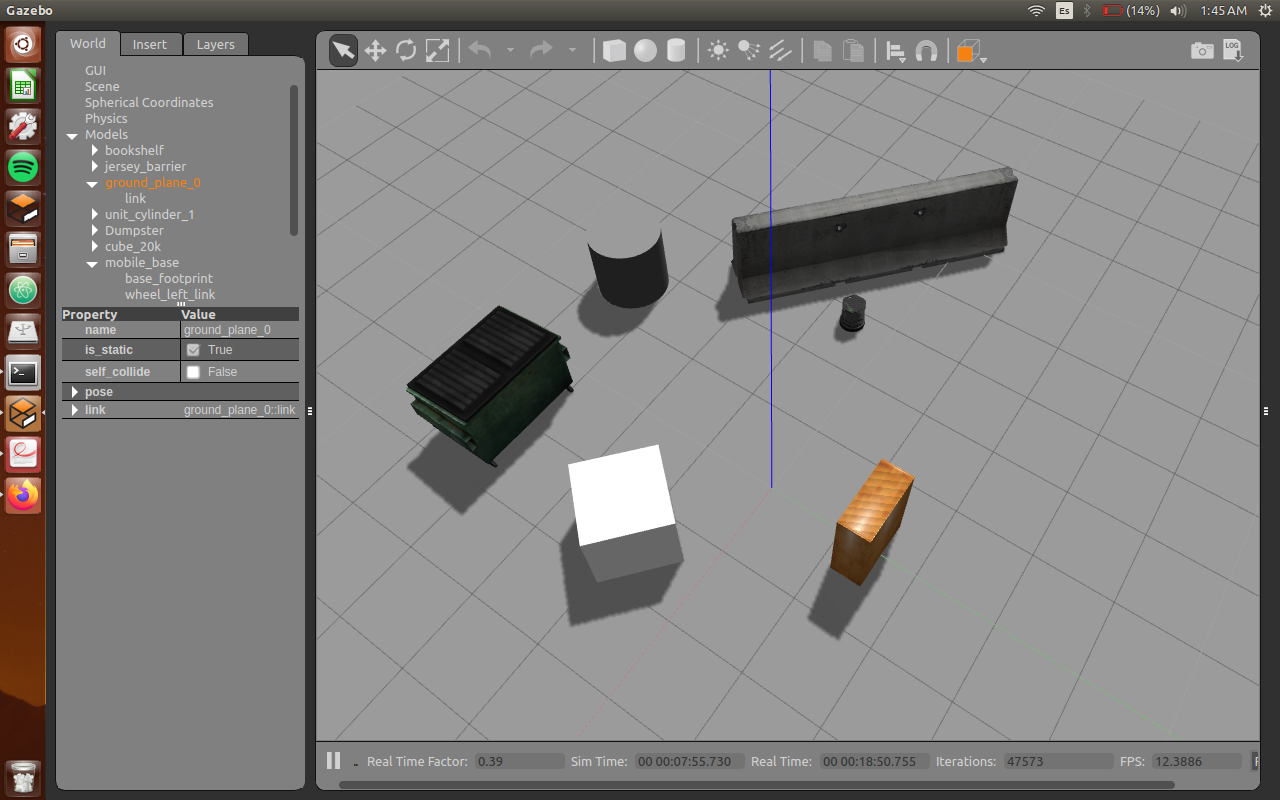 Gazebo
Es
(14%)
1:45 AM
World
Insert
Layers
LOG
GUI
Scene
Spherical Coordinates
Physics
Models
bookshelf
jersey_barrier
ground_plane_0
link
unit_cylinder_1
Dumpster
cube_20k
mobile_base
base_footprint
wheel_left_link
Property Value
name ground_plane_0
is_static True
self_collide False
pose
link ground_plane_0::link
Real Time Factor: 0.39 Sim Time: 00 00:07:55.730 Real Time: 00 00:18:50.755 Iterations: 47573 FPS: 12.3886